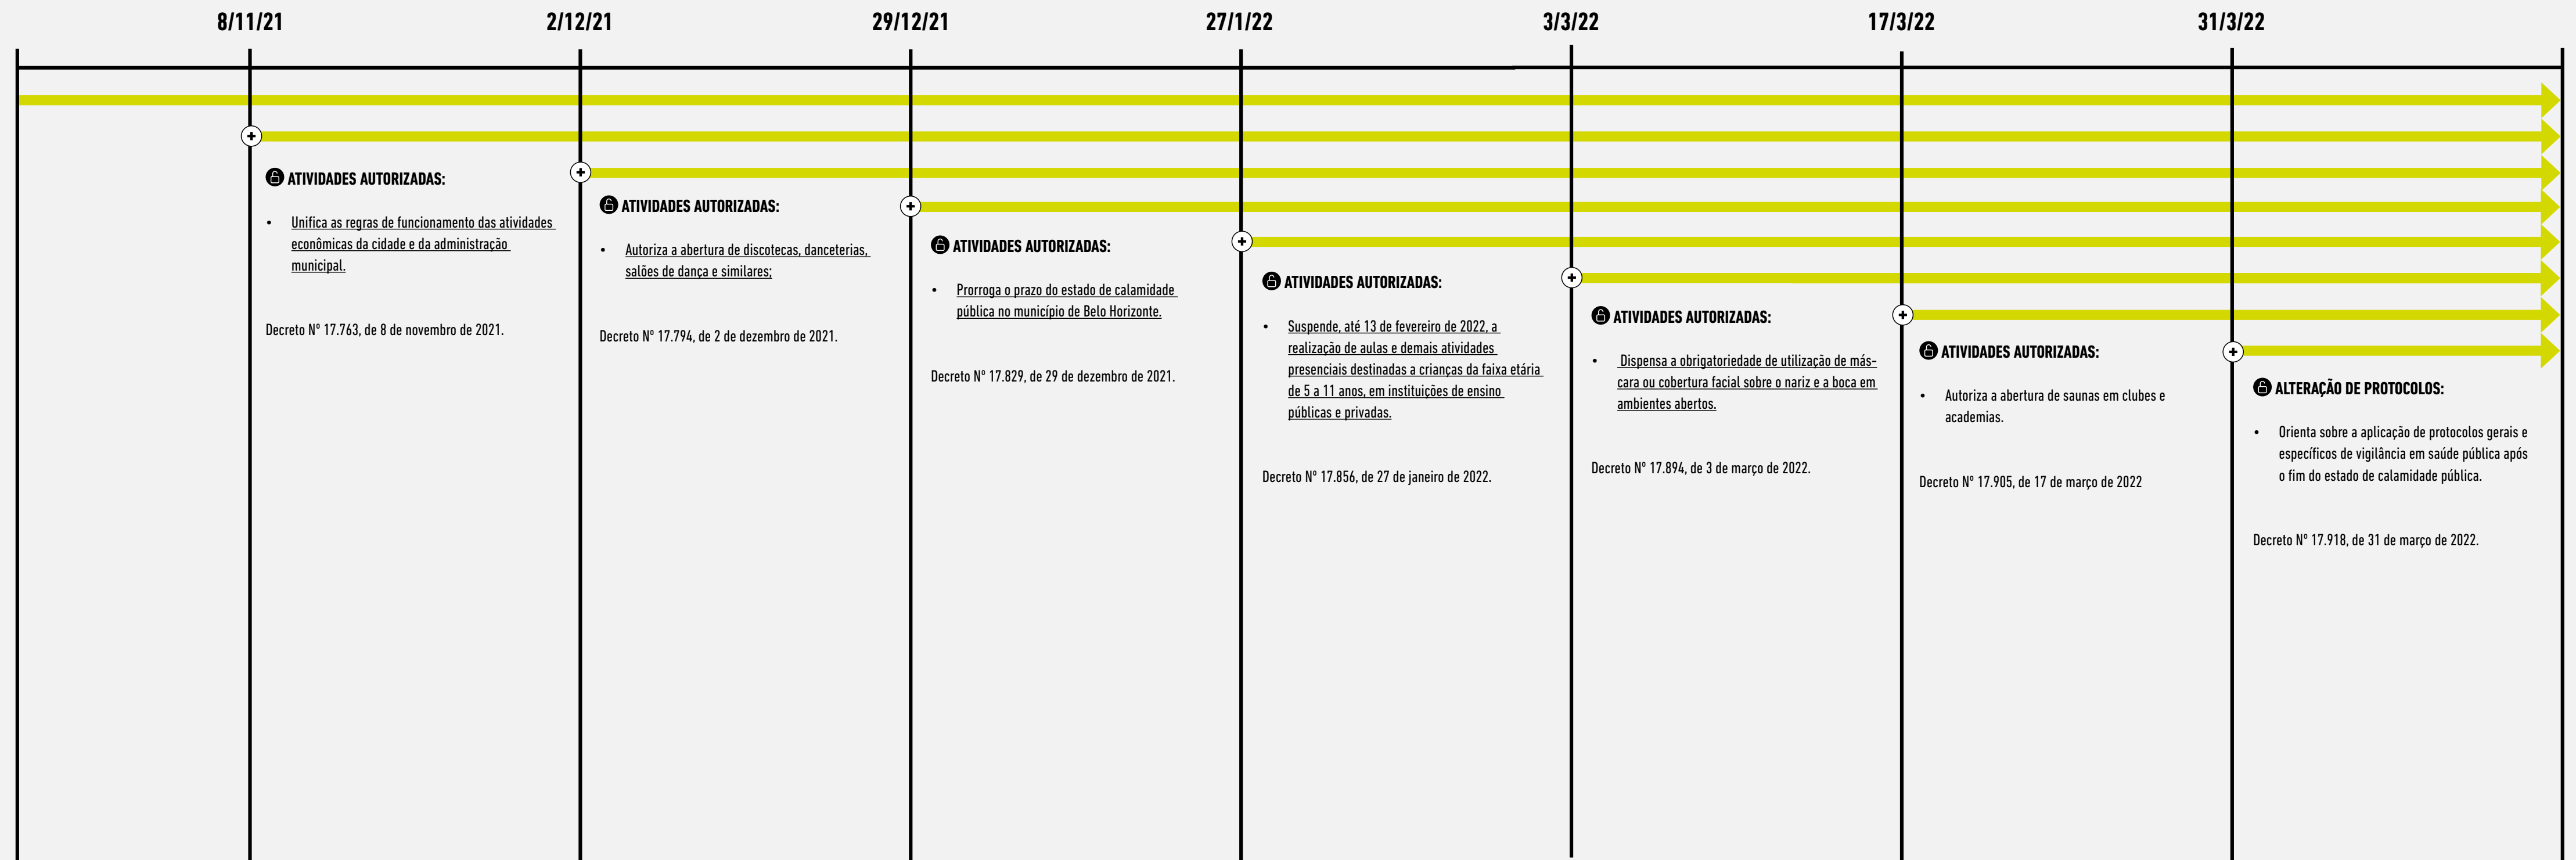 8/11/21
2/12/21
29/12/21
27/1/22
3/3/22
17/3/22
31/3/22
ATIVIDADES AUTORIZADAS:
• Unifica as regras de funcionamento das atividades
econômicas da cidade e da administração
municipal.
Decreto Nº 17.763, de 8 de novembro de 2021.
ATIVIDADES AUTORIZADAS:
• Autoriza a abertura de discotecas, danceterias,
salões de dança e similares;
Decreto Nº 17.794, de 2 de dezembro de 2021.
ATIVIDADES AUTORIZADAS:
• Prorroga o prazo do estado de calamidade
pública no município de Belo Horizonte.
Decreto Nº 17.829, de 29 de dezembro de 2021.
ATIVIDADES AUTORIZADAS:
• Suspende, até 13 de fevereiro de 2022, a
realização de aulas e demais atividades
presenciais destinadas a crianças da faixa etária
de 5 a 11 anos, em instituições de ensino
públicas e privadas.
Decreto Nº 17.856, de 27 de janeiro de 2022.
ATIVIDADES AUTORIZADAS:
• Dispensa a obrigatoriedade de utilização de más-
cara ou cobertura facial sobre o nariz e a boca em
ambientes abertos.
Decreto Nº 17.894, de 3 de março de 2022.
ATIVIDADES AUTORIZADAS:
• Autoriza a abertura de saunas em clubes e
academias.
Decreto Nº 17.905, de 17 de março de 2022
ALTERAÇÃO DE PROTOCOLOS:
• Orienta sobre a aplicação de protocolos gerais e
específicos de vigilância em saúde pública após
o fim do estado de calamidade pública.
Decreto Nº 17.918, de 31 de março de 2022.